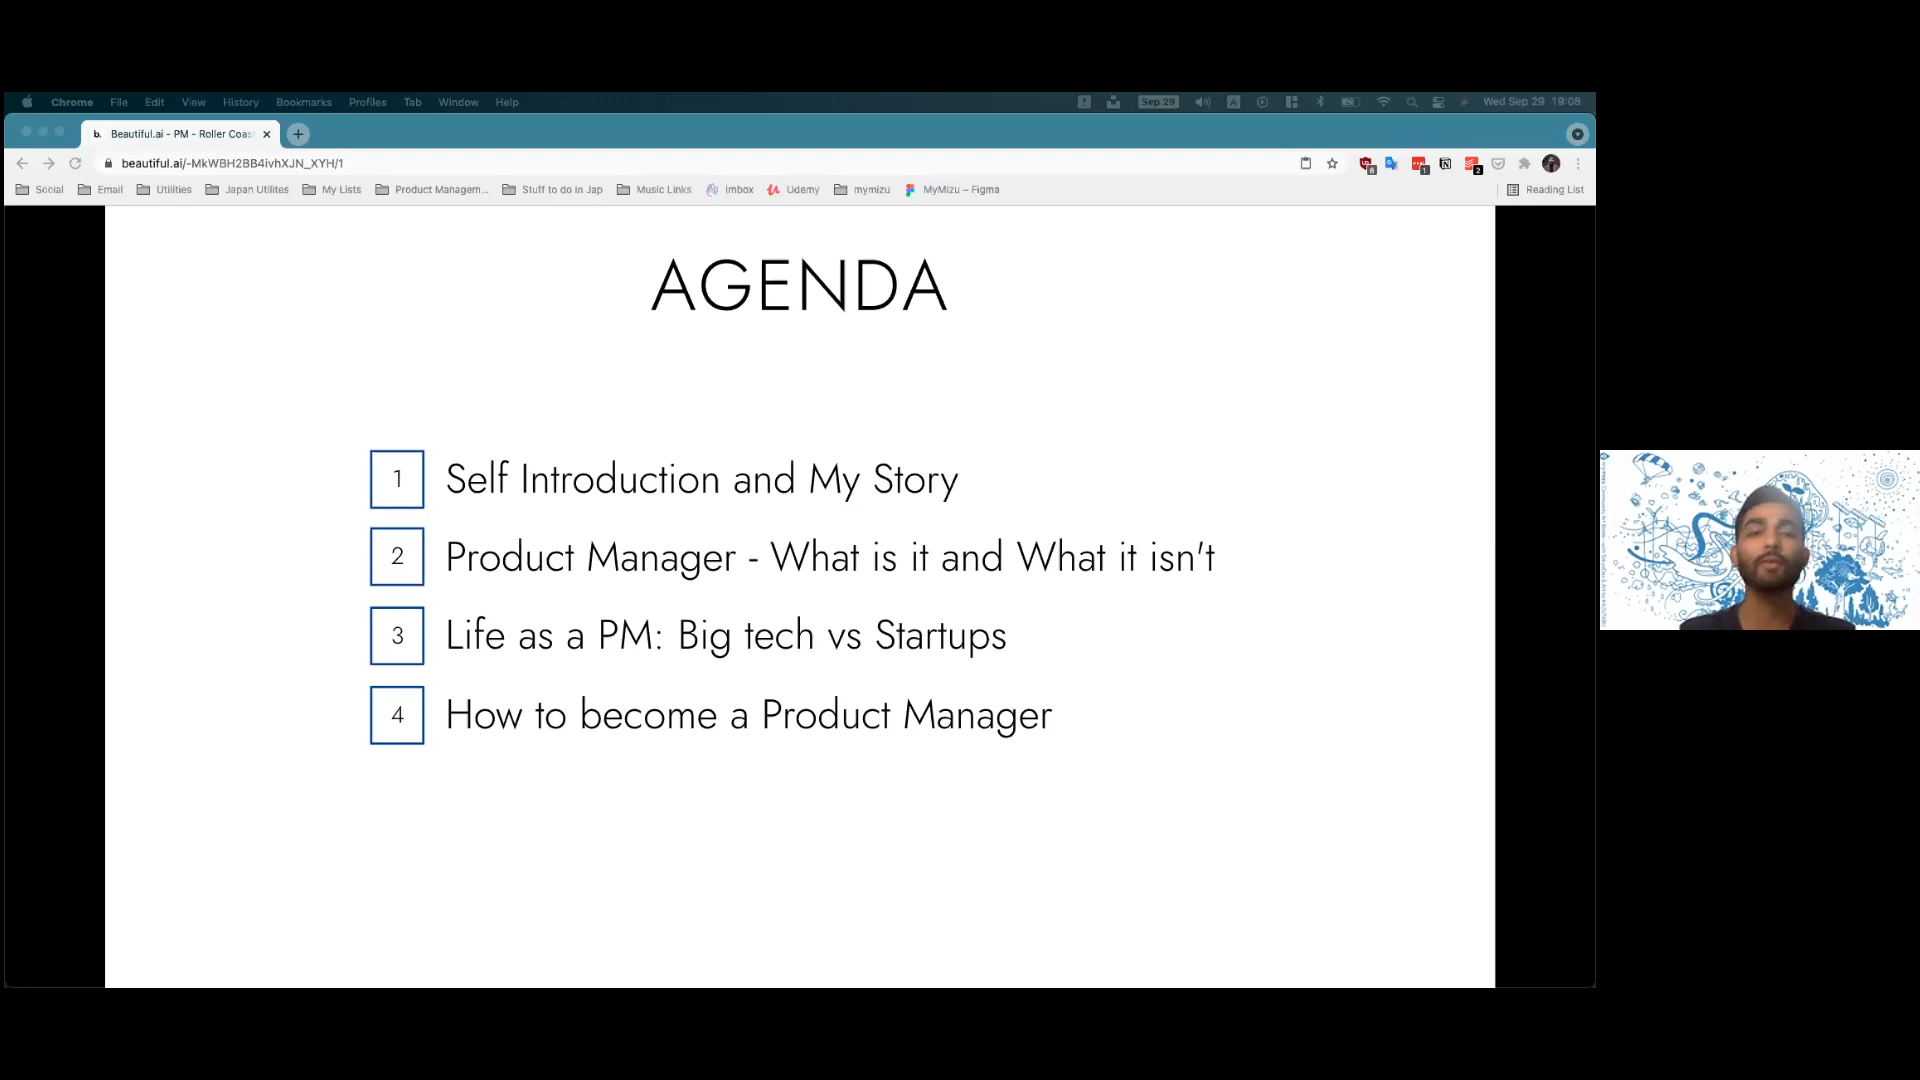 Chrome File Edit View History Bookmarks Profiles Tab Window Help Sep 29 A Wed Sep 29 19:08
b. Beautiful.ai - PM - Roller Coas
beautiful.ai/-MkWBH2BB4ivhXJN_XYH/1 6 1 2
Social Email Utilities Japan Utilites My Lists Product Managem... Stuff to do in Jap Music Links Imbox Udemy mymizu MyMizu – Figma Reading List
AGENDA
1 Self Introduction and My Story
2 Product Manager - What is it and What it isn't
3 Life as a PM: Big tech vs Startups
4 How to become a Product Manager